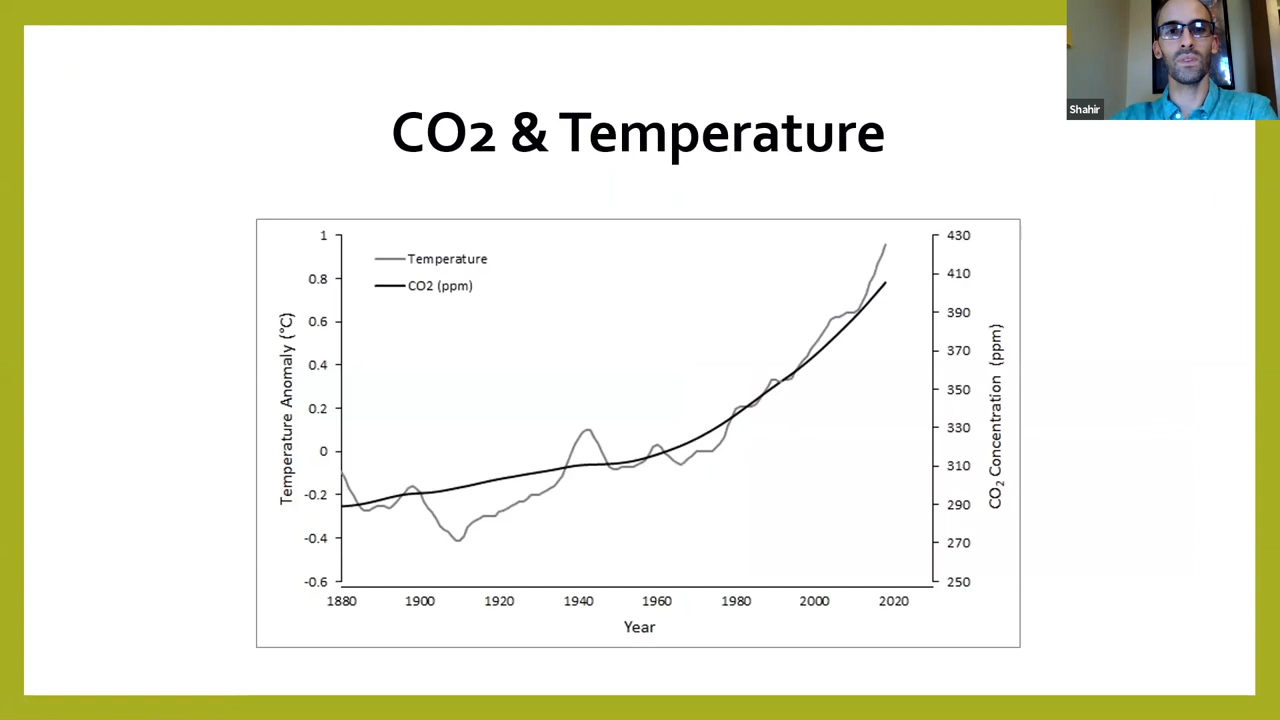 Shahir
CO2 & Temperature
Temperature
CO2 (ppm)
Temperature Anomaly (°C)
1
0.8
0.6
0.4
0.2
0
-0.2
-0.4
-0.6
430
410
390
370
350
330
310
290
270
250
CO₂ Concentration (ppm)
1880 1900 1920 1940 1960 1980 2000 2020
Year